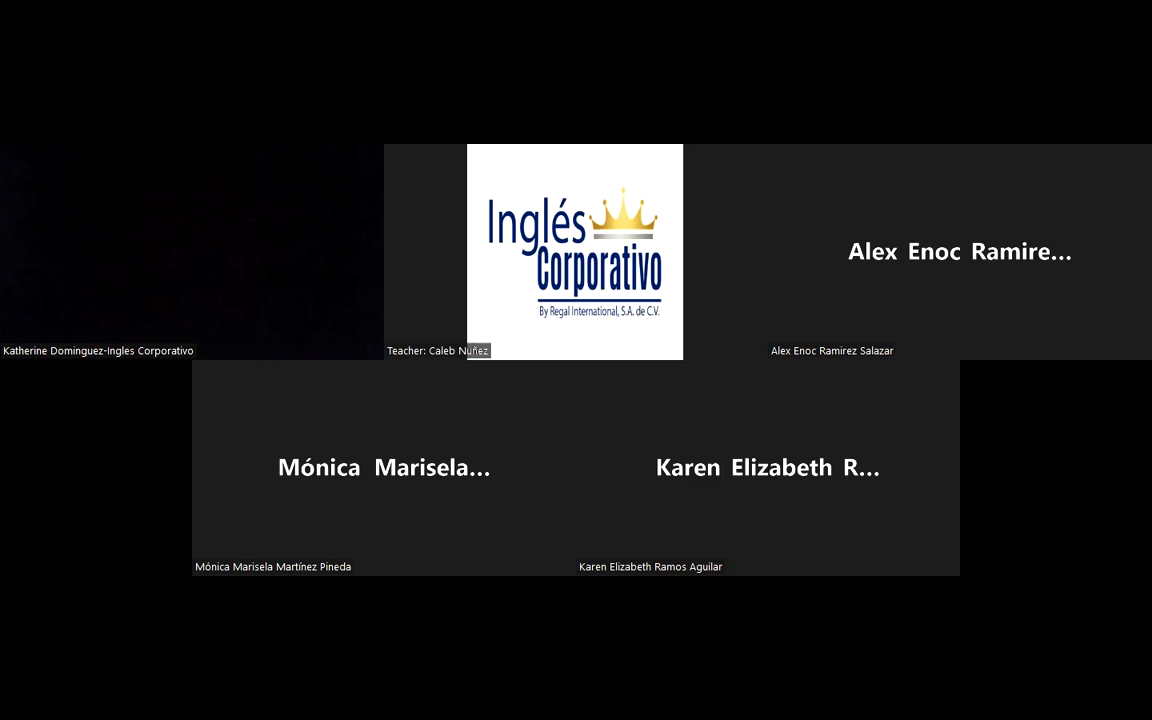 Inglés
Corporativo
By Regal International, S.A. de C.V.
Alex Enoc Ramire...
Katherine Dominguez-Ingles Corporativo
Teacher: Caleb Nuñez
Alex Enoc Ramirez Salazar
Mónica Marisela...
Karen Elizabeth R...
Mónica Marisela Martínez Pineda
Karen Elizabeth Ramos Aguilar